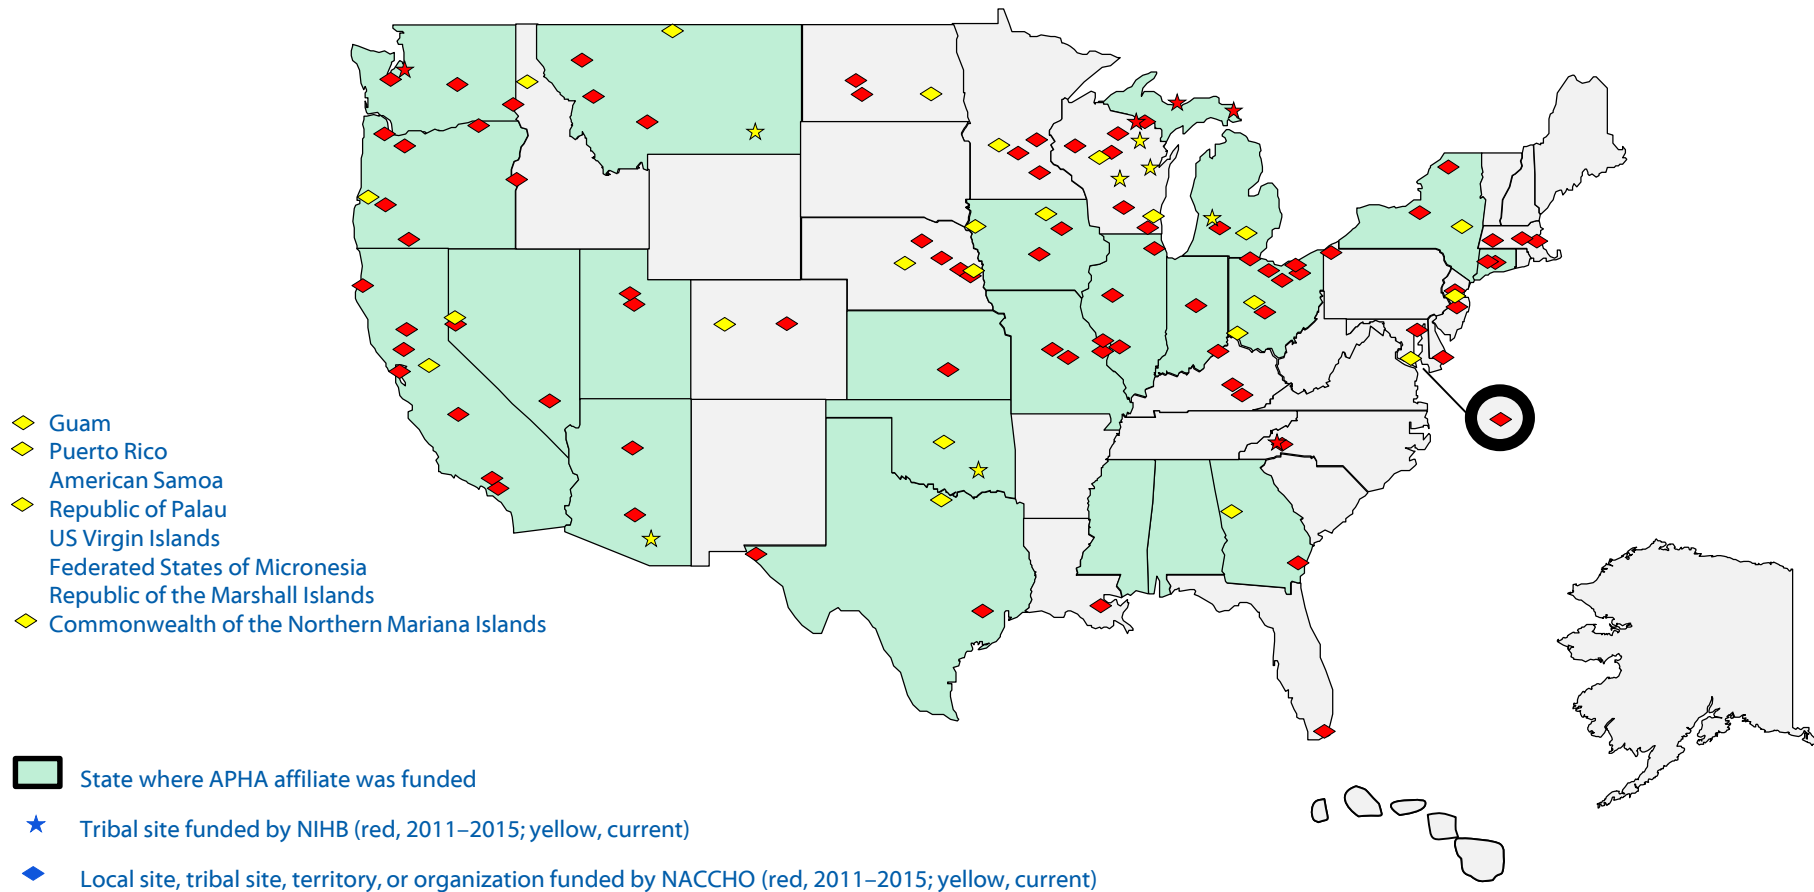 Guam
Puerto Rico
American Samoa
Republic of Palau
US Virgin Islands
Federated States of Micronesia
Republic of the Marshall Islands
Commonwealth of the Northern Mariana Islands
State where APHA affiliate was funded
Tribal site funded by NIHB (red, 2011–2015; yellow, current)
Local site, tribal site, territory, or organization funded by NACCHO (red, 2011–2015; yellow, current)